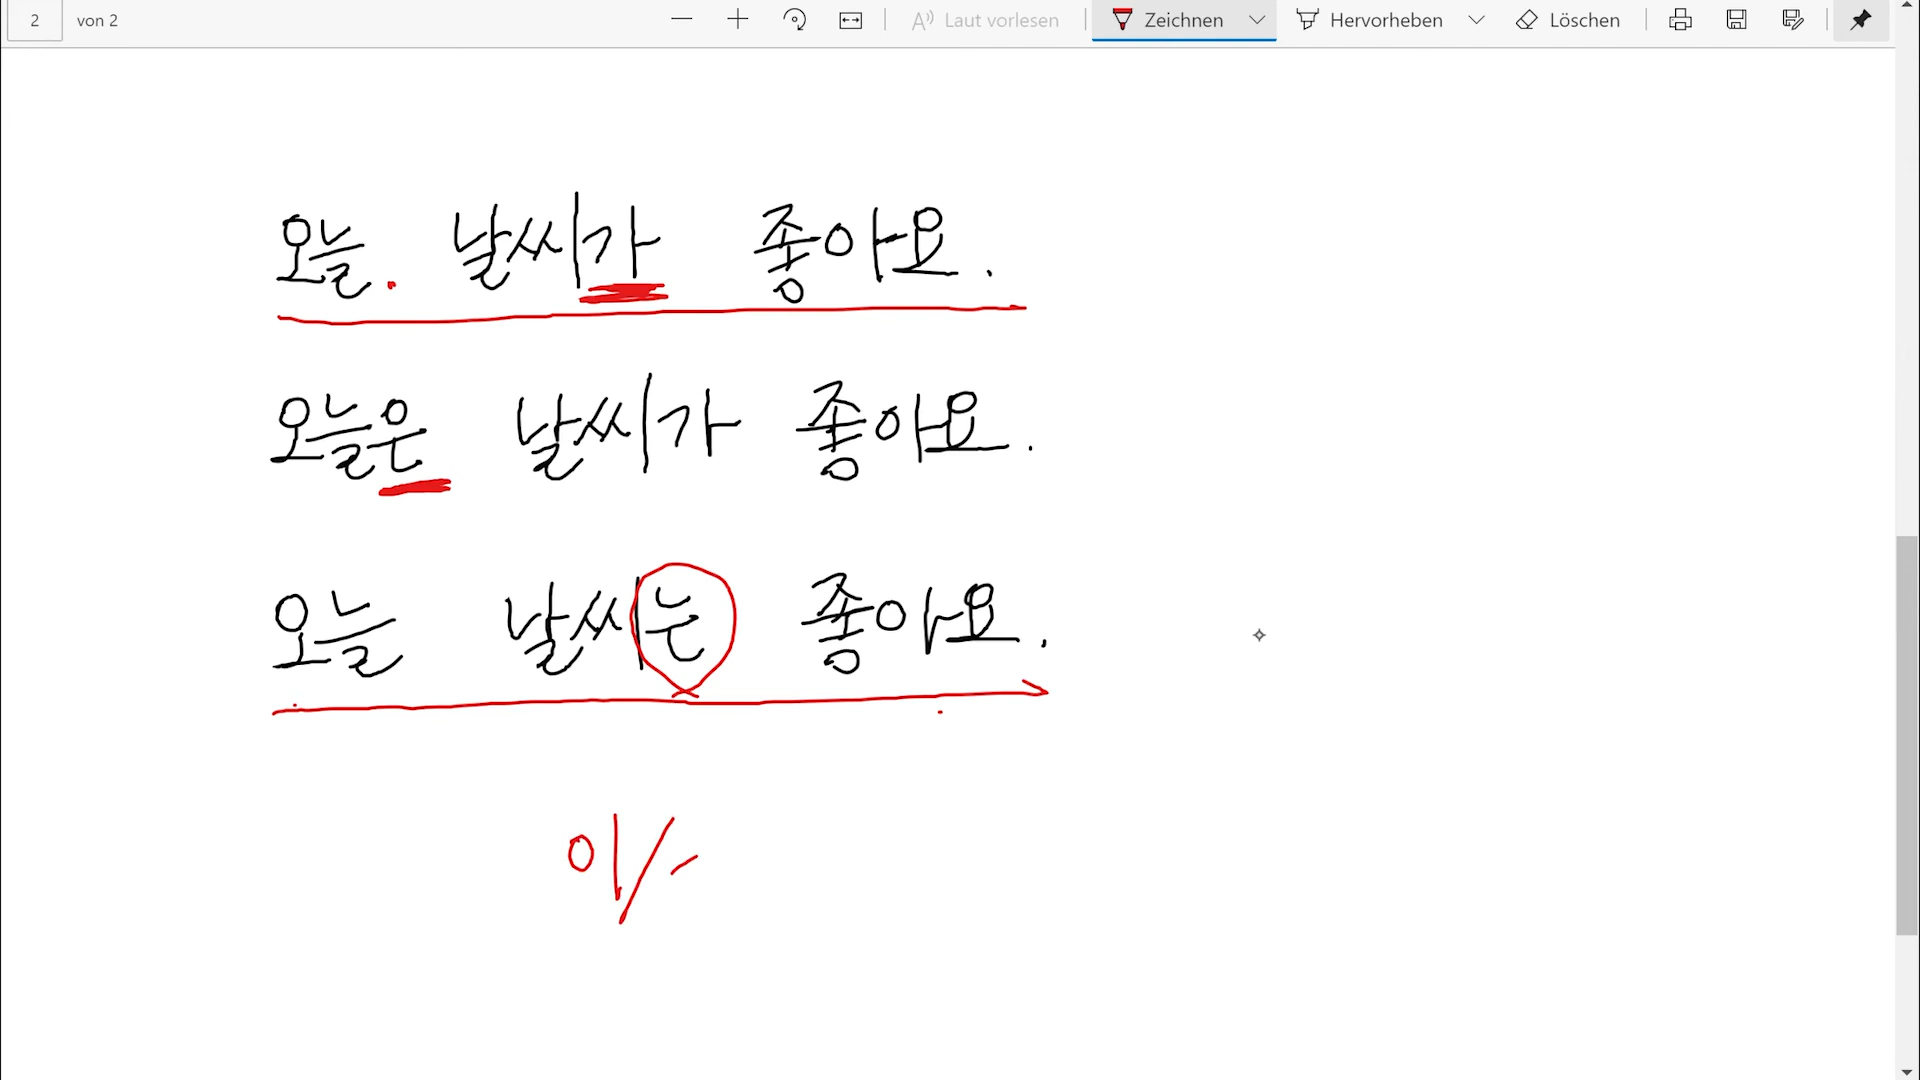 2 von 2 A Laut vorlesen Zeichnen Hervorheben Löschen
오늘. 날씨가 좋아요.
오늘은 날씨가 좋아요.
오늘 날씨는 좋아요.
이/